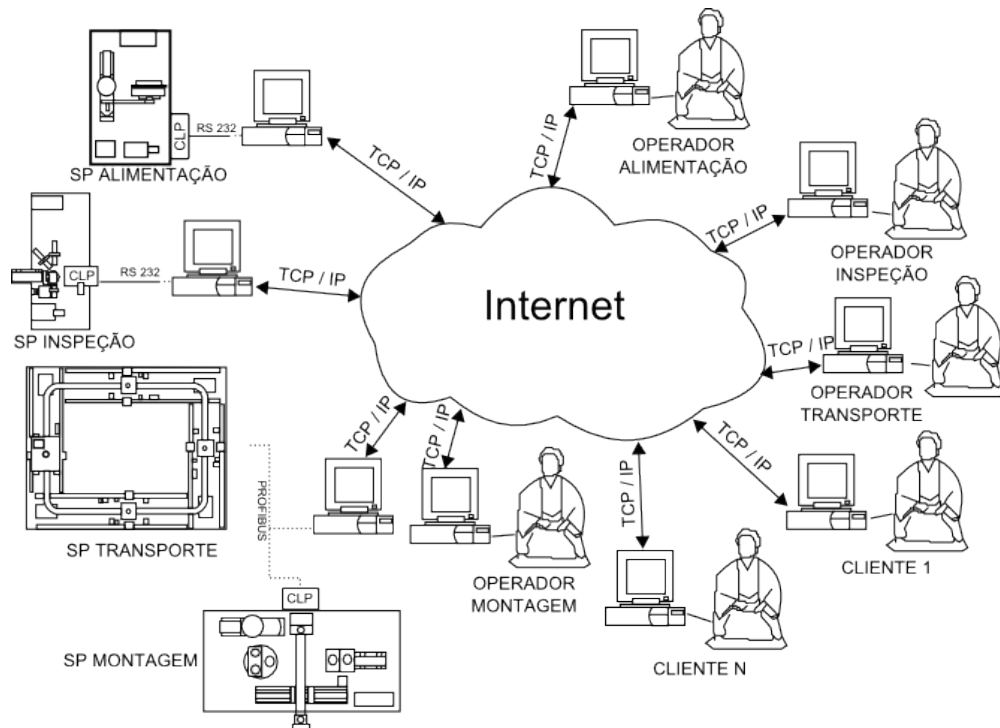 CLP
RS 232
SP ALIMENTAÇÃO
TCP / IP
TCP / IP
OPERADOR
ALIMENTAÇÃO
CLP
RS 232
SP INSPEÇÃO
TCP / IP
TCP / IP
OPERADOR
INSPEÇÃO
Internet
TCP / IP
OPERADOR
TRANSPORTE
SP TRANSPORTE
PROFIBUS
TCP / IP
TCP / IP
OPERADOR
MONTAGEM
TCP / IP
CLIENTE N
TCP / IP
CLIENTE 1
CLP
SP MONTAGEM